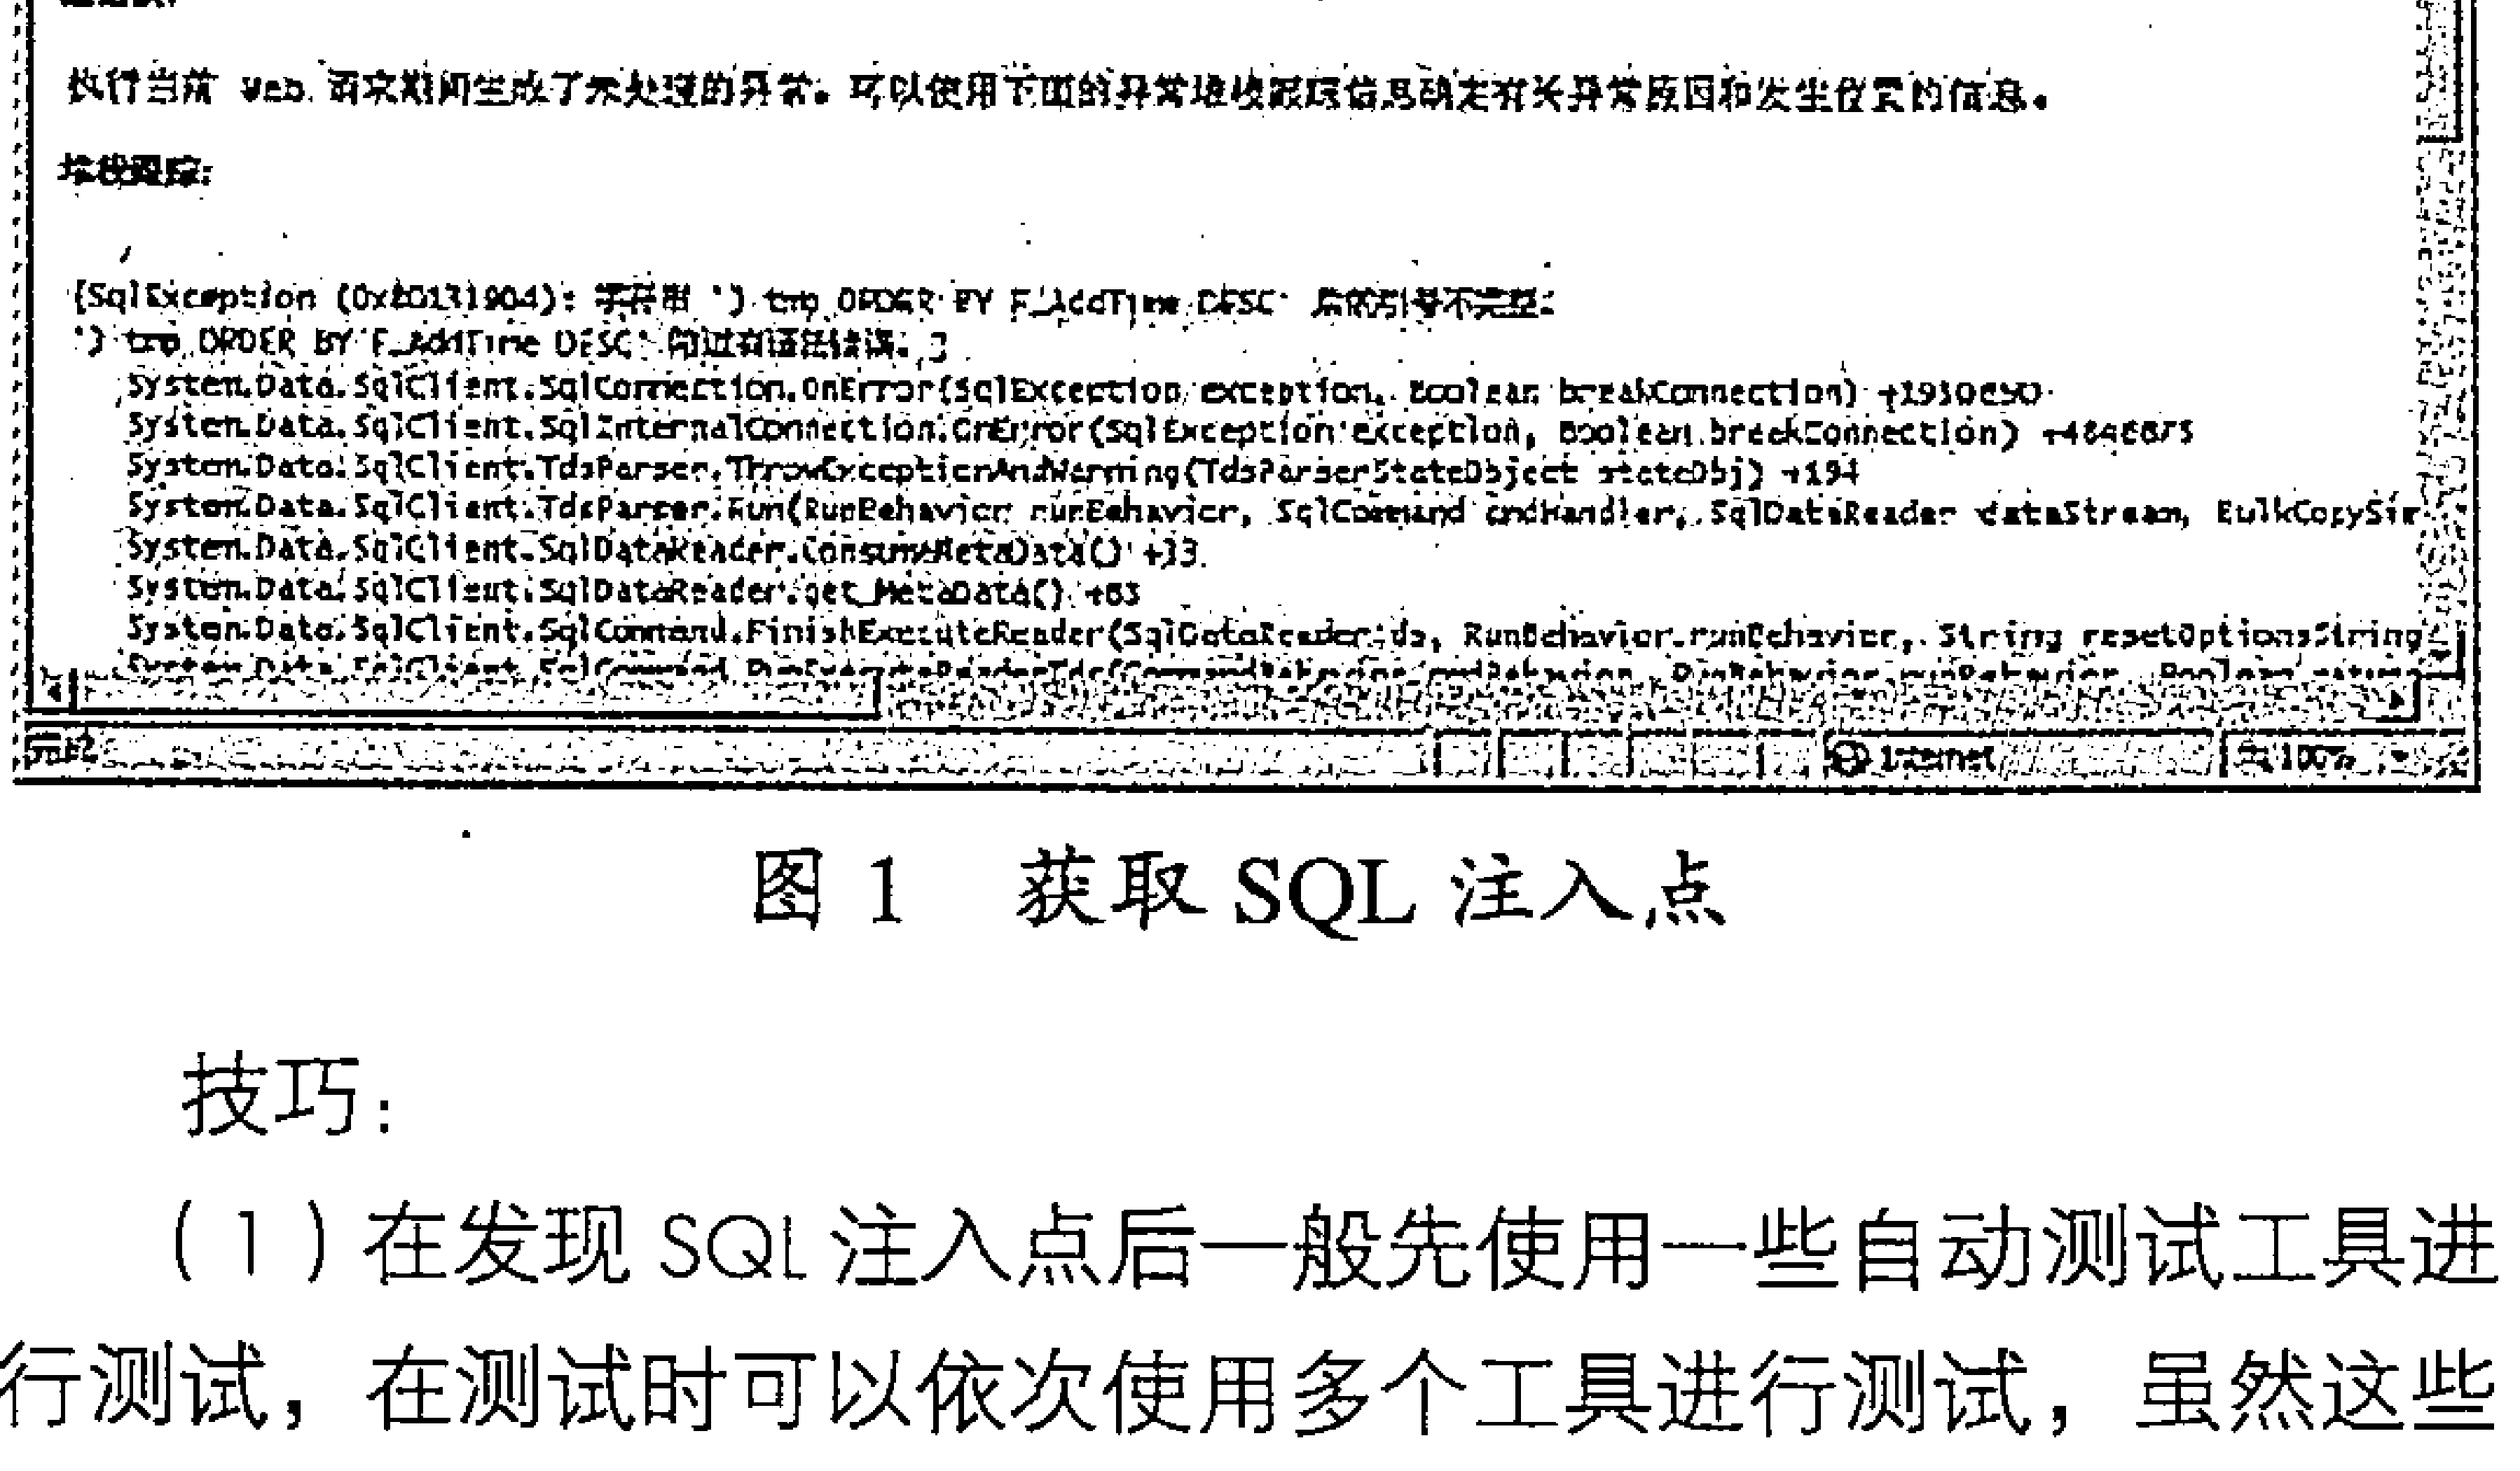 执行当前 Web 请求期间生成了未处理的异常。可以使用下面的异常堆栈跟踪信息确定有关异常原因和发生位置的信息。
堆栈跟踪:
[SqlException (0x80131904): 字符串 ') tmp ORDER BY F_AddTime DESC' 后的引号不完整。
') tmp ORDER BY F_AddTime DESC' 附近有语法错误。]
System.Data.SqlClient.SqlConnection.OnError(SqlException exception, Boolean breakConnection)
System.Data.SqlClient.SqlInternalConnection.OnError(SqlException exception, Boolean breakConnection)
System.Data.SqlClient.TdsParser.ThrowExceptionAndWarning(TdsParserStateObject stateObj) +194
System.Data.SqlClient.TdsParser.Run(RunBehavior runBehavior, SqlCommand cmdHandler, SqlDataReader dataStream, BulkCopySim
System.Data.SqlClient.SqlDataReader.ConsumeMetaData() +33
System.Data.SqlClient.SqlDataReader.get_MetaData() +83
System.Data.SqlClient.SqlCommand.FinishExecuteReader(SqlDataReader ds, RunBehavior runBehavior, String resetOptionsString
完毕 Internet 100%
图 1 获取 SQL 注入点
技巧:
(1)在发现 SQL 注入点后一般先使用一些自动测试工具进
行测试，在测试时可以依次使用多个工具进行测试，虽然这些